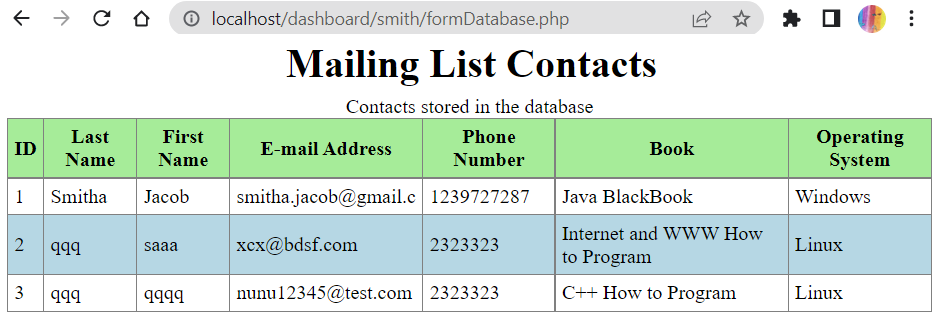 localhost/dashboard/smith/formDatabase.php
Mailing List Contacts
Contacts stored in the database
ID Last Name First Name E-mail Address Phone Number Book Operating System
1 Smitha Jacob smitha.jacob@gmail.c 1239727287 Java BlackBook Windows
2 qqq saaa xcx@bdsf.com 2323323 Internet and WWW How to Program Linux
3 qqq qqqq nunu12345@test.com 2323323 C++ How to Program Linux